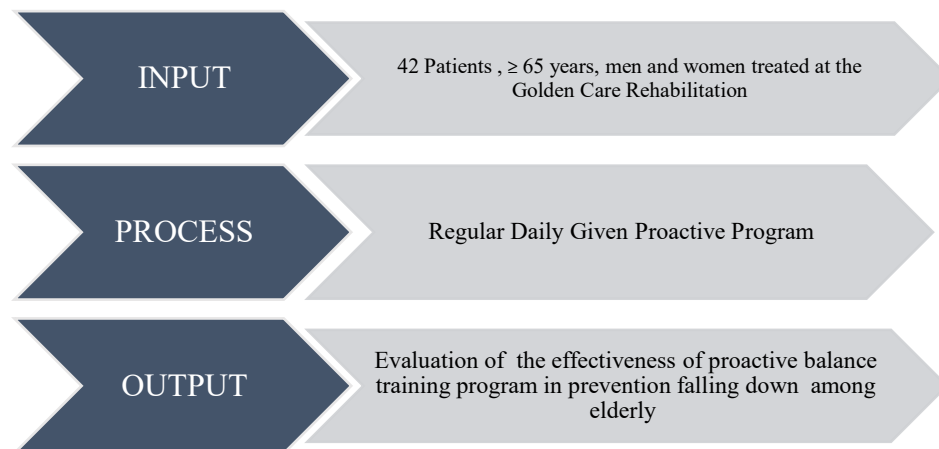 INPUT
42 Patients , ≥ 65 years, men and women treated at the
Golden Care Rehabilitation
PROCESS
Regular Daily Given Proactive Program
OUTPUT
Evaluation of the effectiveness of proactive balance
training program in prevention falling down among
elderly